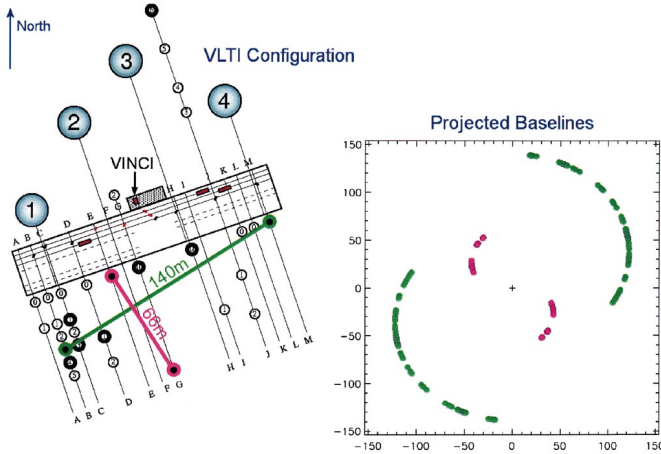 North
VLTI Configuration
3
4
2
VINCI
1
A B C D E F G H I K L M
140m
66m
A B C D E F G H I J K L M
Projected Baselines
150
100
50
0
−50
−100
−150
−150 −100 −50 0 50 100 150